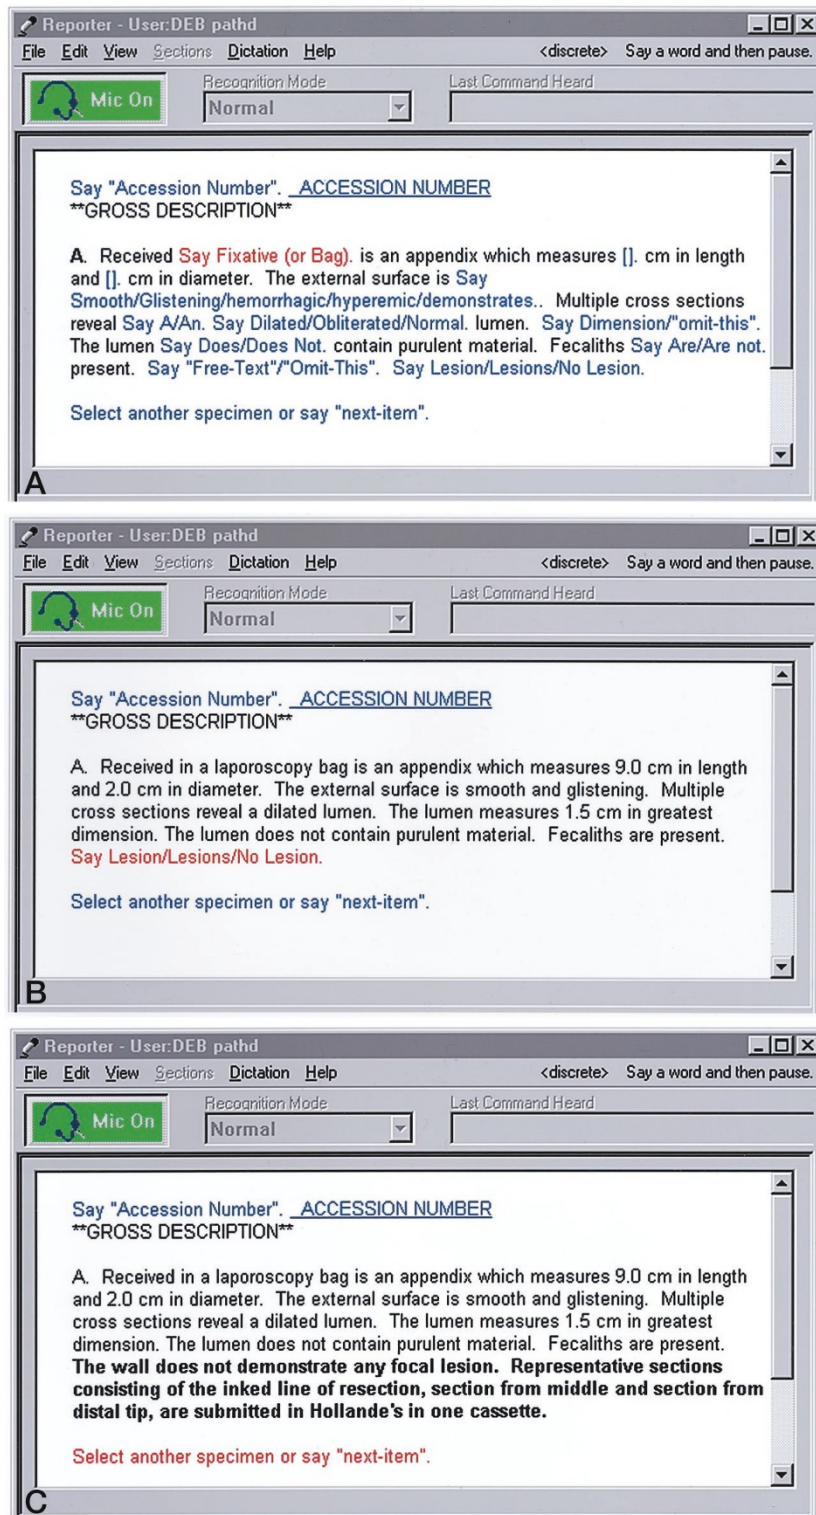 Reporter - User:DEB pathd
File Edit View Sections Dictation Help <discrete> Say a word and then pause.
Mic On
Recognition Mode
Normal
Last Command Heard
Say "Accession Number". _ACCESSION NUMBER
**GROSS DESCRIPTION**
A. Received Say Fixative (or Bag). is an appendix which measures []. cm in length
and []. cm in diameter. The external surface is Say
Smooth/Glistening/hemorrhagic/hyperemic/demonstrates.. Multiple cross sections
reveal Say A/An. Say Dilated/Obliterated/Normal. lumen. Say Dimension/"omit-this".
The lumen Say Does/Does Not. contain purulent material. Fecaliths Say Are/Are not.
present. Say "Free-Text"/"Omit-This". Say Lesion/Lesions/No Lesion.
Select another specimen or say "next-item".
A
Reporter - User:DEB pathd
File Edit View Sections Dictation Help <discrete> Say a word and then pause.
Mic On
Recognition Mode
Normal
Last Command Heard
Say "Accession Number". _ACCESSION NUMBER
**GROSS DESCRIPTION**
A. Received in a laporoscopy bag is an appendix which measures 9.0 cm in length
and 2.0 cm in diameter. The external surface is smooth and glistening. Multiple
cross sections reveal a dilated lumen. The lumen measures 1.5 cm in greatest
dimension. The lumen does not contain purulent material. Fecaliths are present.
Say Lesion/Lesions/No Lesion.
Select another specimen or say "next-item".
B
Reporter - User:DEB pathd
File Edit View Sections Dictation Help <discrete> Say a word and then pause.
Mic On
Recognition Mode
Normal
Last Command Heard
Say "Accession Number". _ACCESSION NUMBER
**GROSS DESCRIPTION**
A. Received in a laporoscopy bag is an appendix which measures 9.0 cm in length
and 2.0 cm in diameter. The external surface is smooth and glistening. Multiple
cross sections reveal a dilated lumen. The lumen measures 1.5 cm in greatest
dimension. The lumen does not contain purulent material. Fecaliths are present.
The wall does not demonstrate any focal lesion. Representative sections
consisting of the inked line of resection, section from middle and section from
distal tip, are submitted in Hollande's in one cassette.
Select another specimen or say "next-item".
C